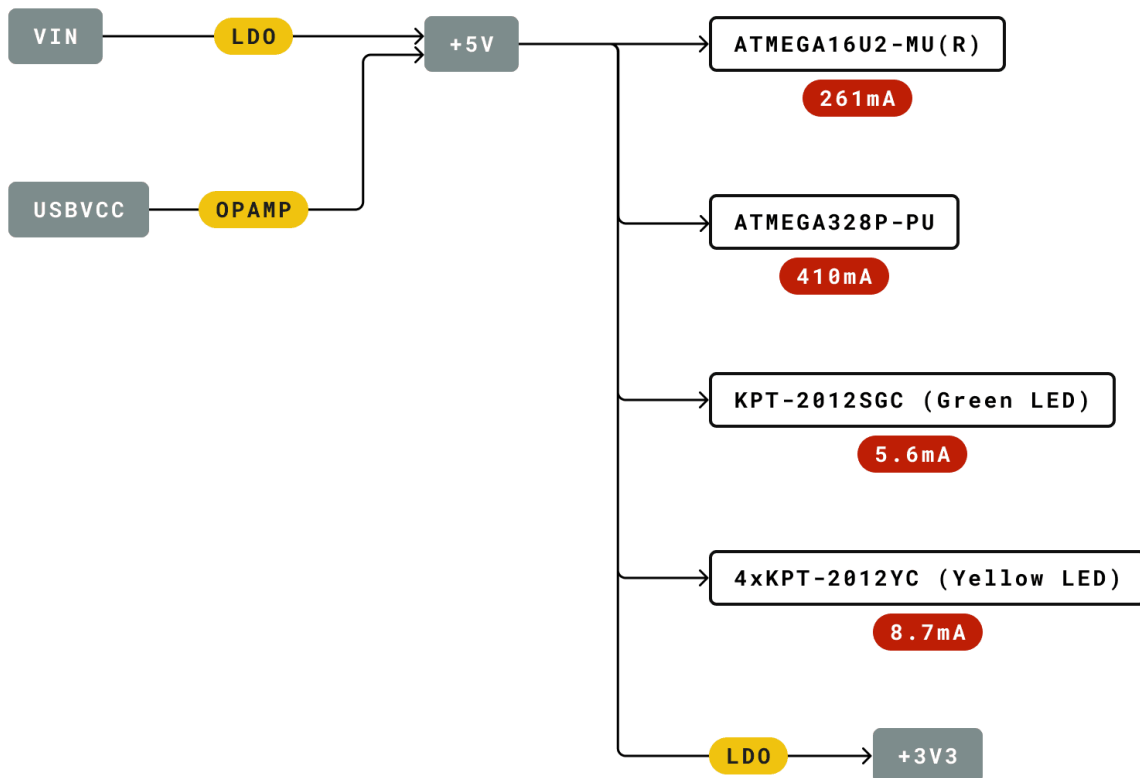 VIN
LDO
+5V
ATMEGA16U2-MU(R)
261mA
USBVCC
OPAMP
ATMEGA328P-PU
410mA
KPT-2012SGC (Green LED)
5.6mA
4xKPT-2012YC (Yellow LED)
8.7mA
LDO
+3V3